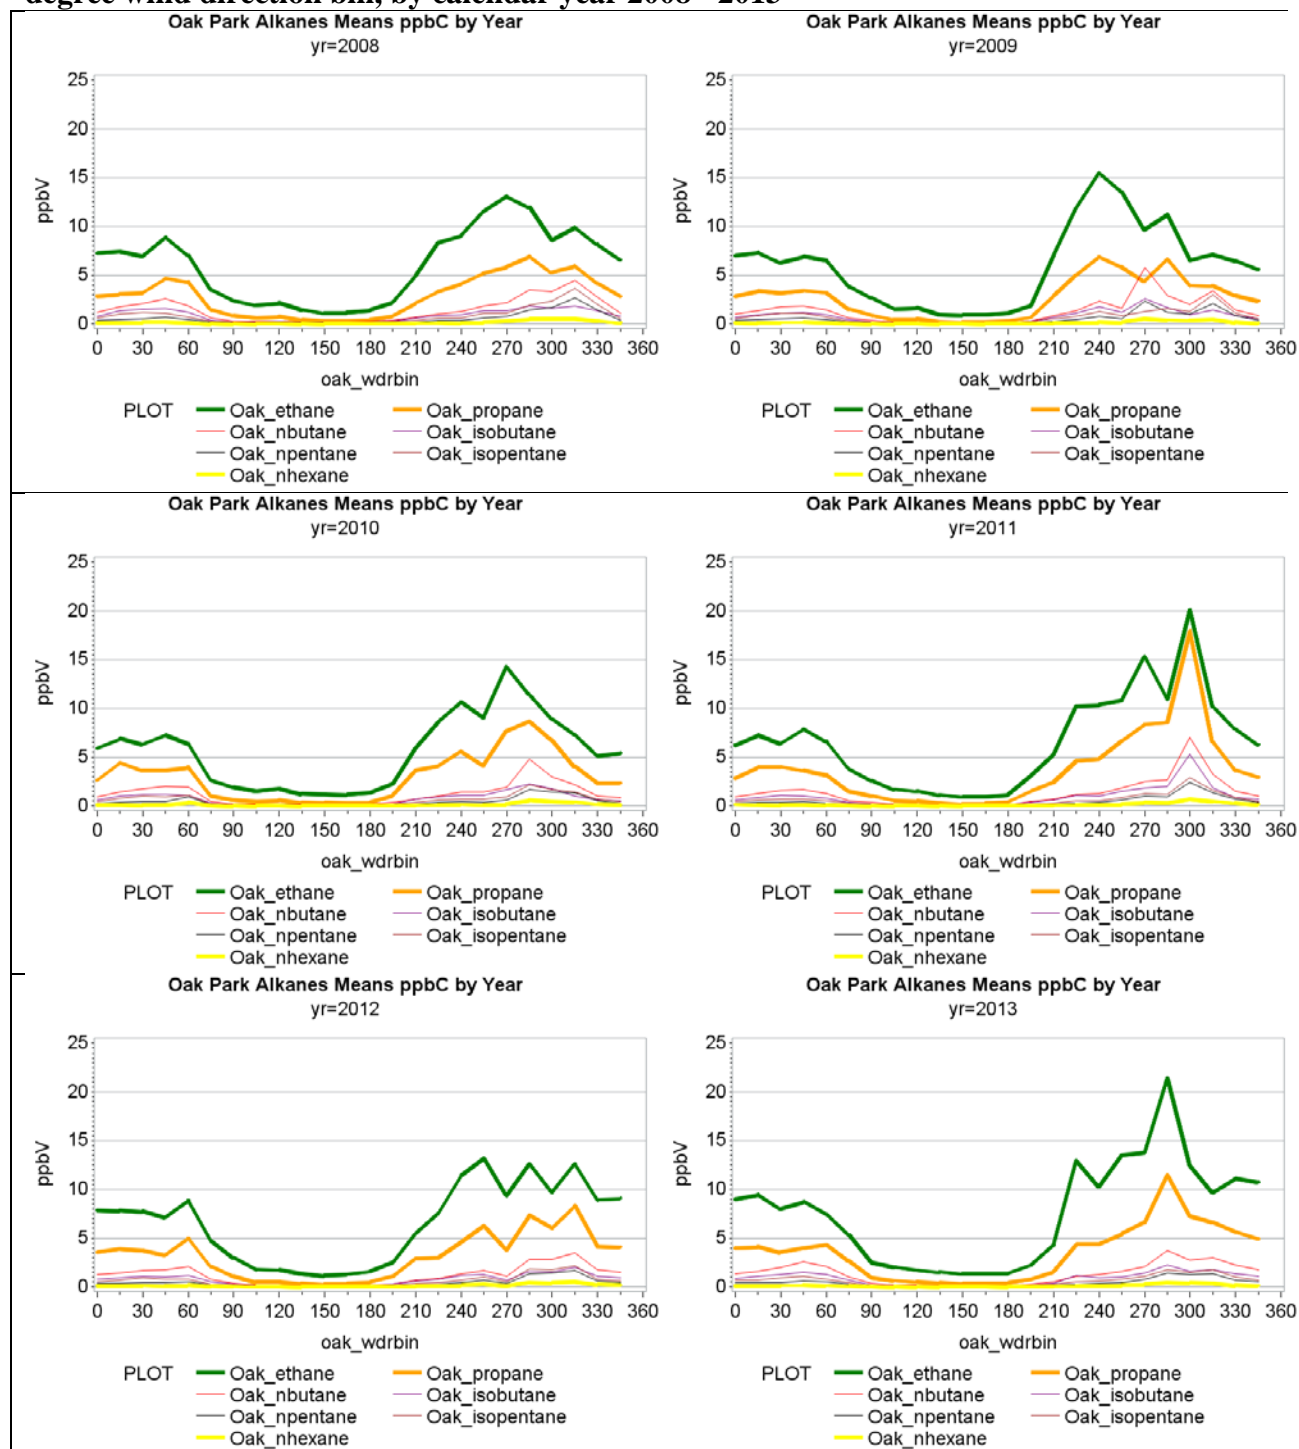 degree wind direction bin, by calendar year 2008 - 2013
Oak Park Alkanes Means ppbC by Year
yr=2008
25
20
15
10
5
0
ppbV
0 30 60 90 120 150 180 210 240 270 300 330 360
oak_wdrbin
PLOT Oak_ethane Oak_propane
Oak_nbutane Oak_isobutane
Oak_npentane Oak_isopentane
Oak_nhexane
Oak Park Alkanes Means ppbC by Year
yr=2009
25
20
15
10
5
0
ppbV
0 30 60 90 120 150 180 210 240 270 300 330 360
oak_wdrbin
PLOT Oak_ethane Oak_propane
Oak_nbutane Oak_isobutane
Oak_npentane Oak_isopentane
Oak_nhexane
Oak Park Alkanes Means ppbC by Year
yr=2010
25
20
15
10
5
0
ppbV
0 30 60 90 120 150 180 210 240 270 300 330 360
oak_wdrbin
PLOT Oak_ethane Oak_propane
Oak_nbutane Oak_isobutane
Oak_npentane Oak_isopentane
Oak_nhexane
Oak Park Alkanes Means ppbC by Year
yr=2011
25
20
15
10
5
0
ppbV
0 30 60 90 120 150 180 210 240 270 300 330 360
oak_wdrbin
PLOT Oak_ethane Oak_propane
Oak_nbutane Oak_isobutane
Oak_npentane Oak_isopentane
Oak_nhexane
Oak Park Alkanes Means ppbC by Year
yr=2012
25
20
15
10
5
0
ppbV
0 30 60 90 120 150 180 210 240 270 300 330 360
oak_wdrbin
PLOT Oak_ethane Oak_propane
Oak_nbutane Oak_isobutane
Oak_npentane Oak_isopentane
Oak_nhexane
Oak Park Alkanes Means ppbC by Year
yr=2013
25
20
15
10
5
0
ppbV
0 30 60 90 120 150 180 210 240 270 300 330 360
oak_wdrbin
PLOT Oak_ethane Oak_propane
Oak_nbutane Oak_isobutane
Oak_npentane Oak_isopentane
Oak_nhexane